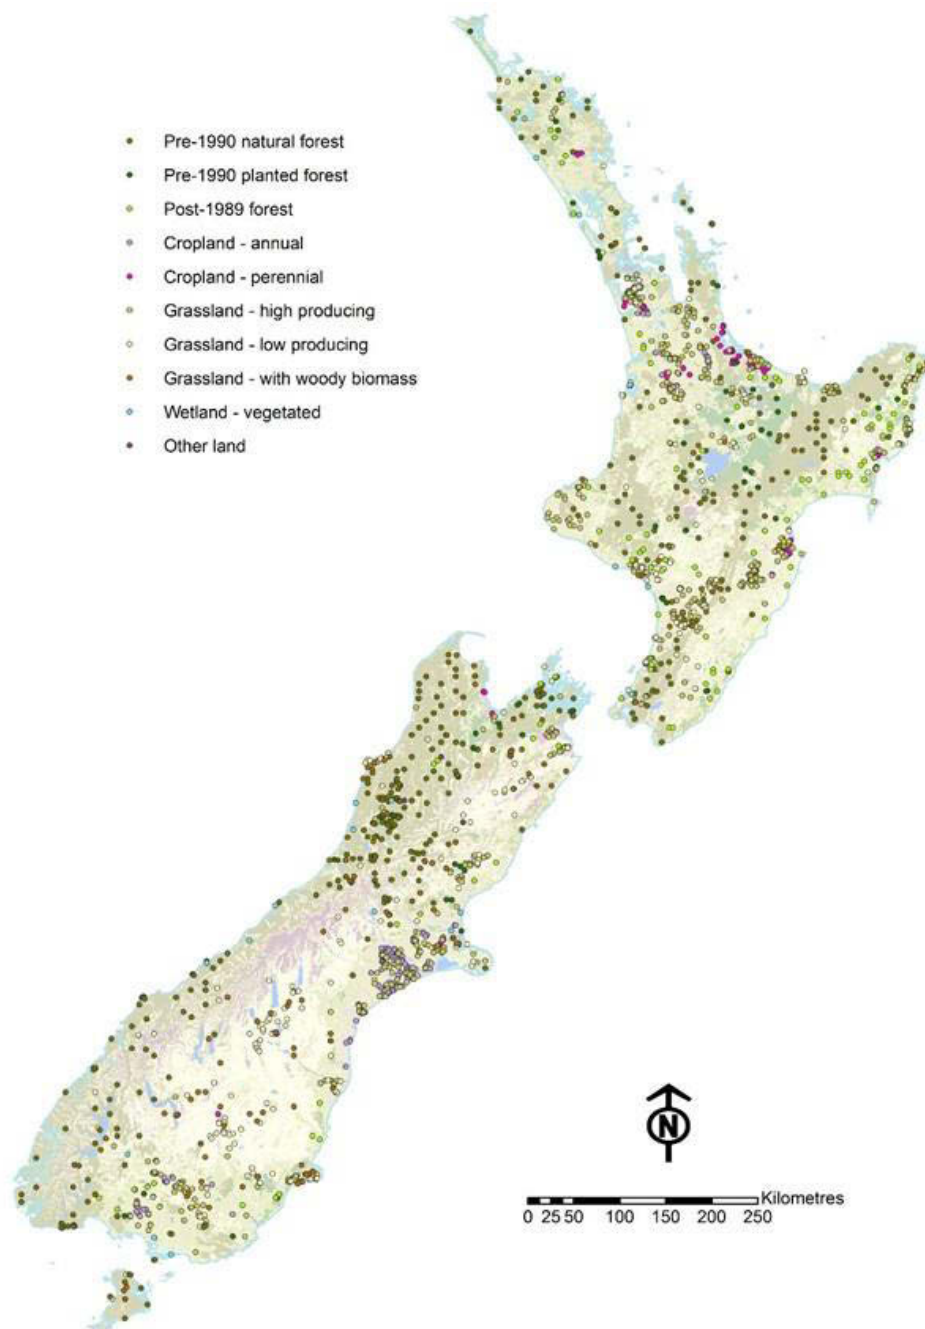 Pre-1990 natural forest
Pre-1990 planted forest
Post-1989 forest
Cropland - annual
Cropland - perennial
Grassland - high producing
Grassland - low producing
Grassland - with woody biomass
Wetland - vegetated
Other land
N
Kilometres
0 25 50 100 150 200 250